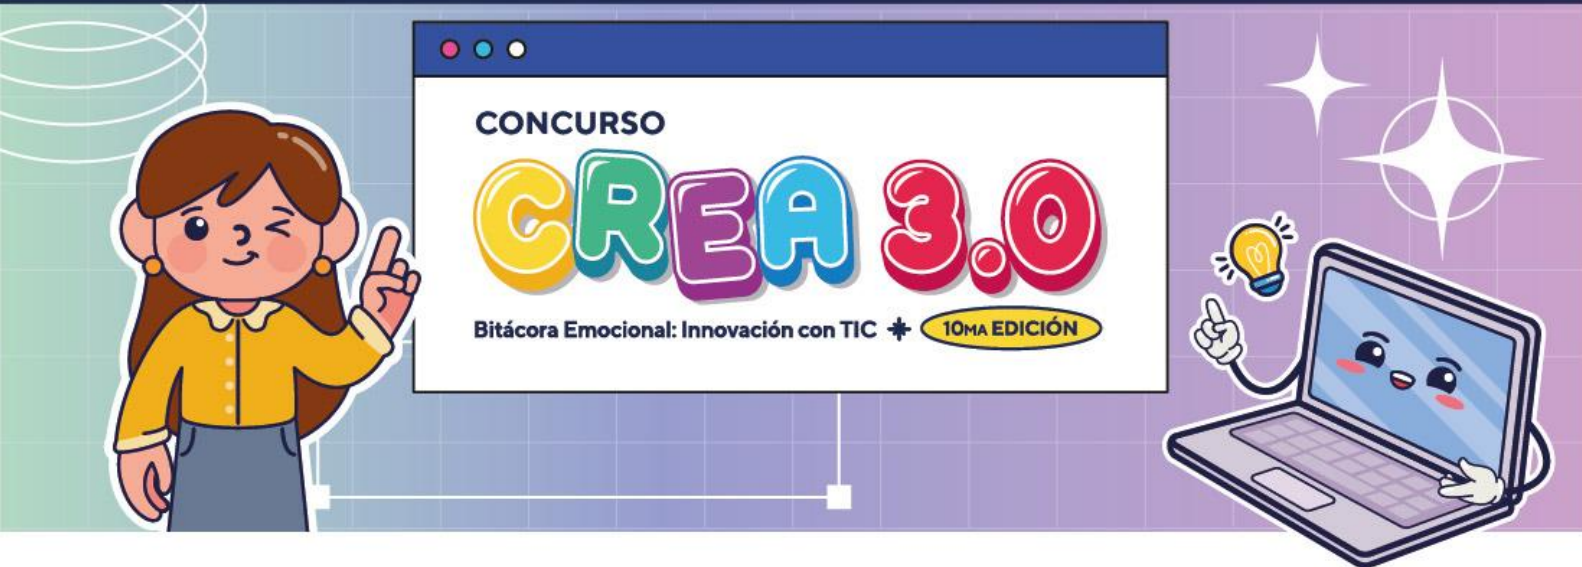 CONCURSO
CREA 3.0
Bitácora Emocional: Innovación con TIC 10MA EDICIÓN